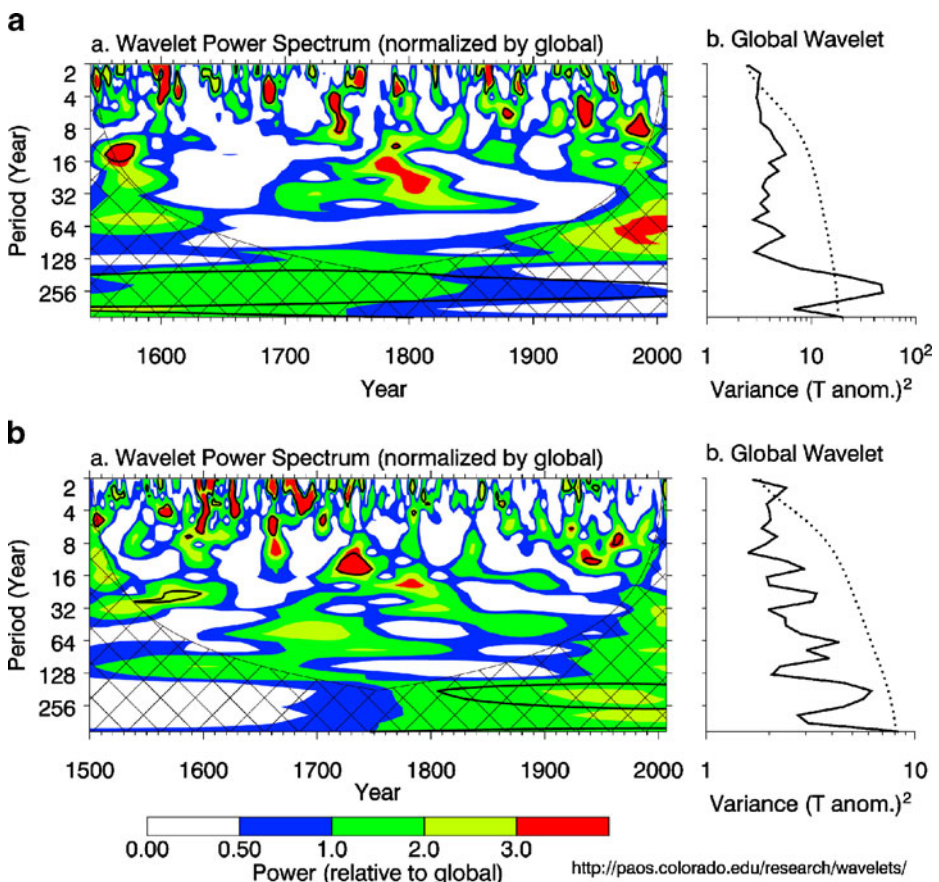 a
a. Wavelet Power Spectrum (normalized by global)
b. Global Wavelet
Period (Year)
2
4
8
16
32
64
128
256
1600
1700
1800
1900
2000
Year
1
10
10²
Variance (T anom.)²
b
a. Wavelet Power Spectrum (normalized by global)
b. Global Wavelet
Period (Year)
2
4
8
16
32
64
128
256
1500
1600
1700
1800
1900
2000
Year
1
10
Variance (T anom.)²
0.00
0.50
1.0
2.0
3.0
Power (relative to global)
http://paos.colorado.edu/research/wavelets/